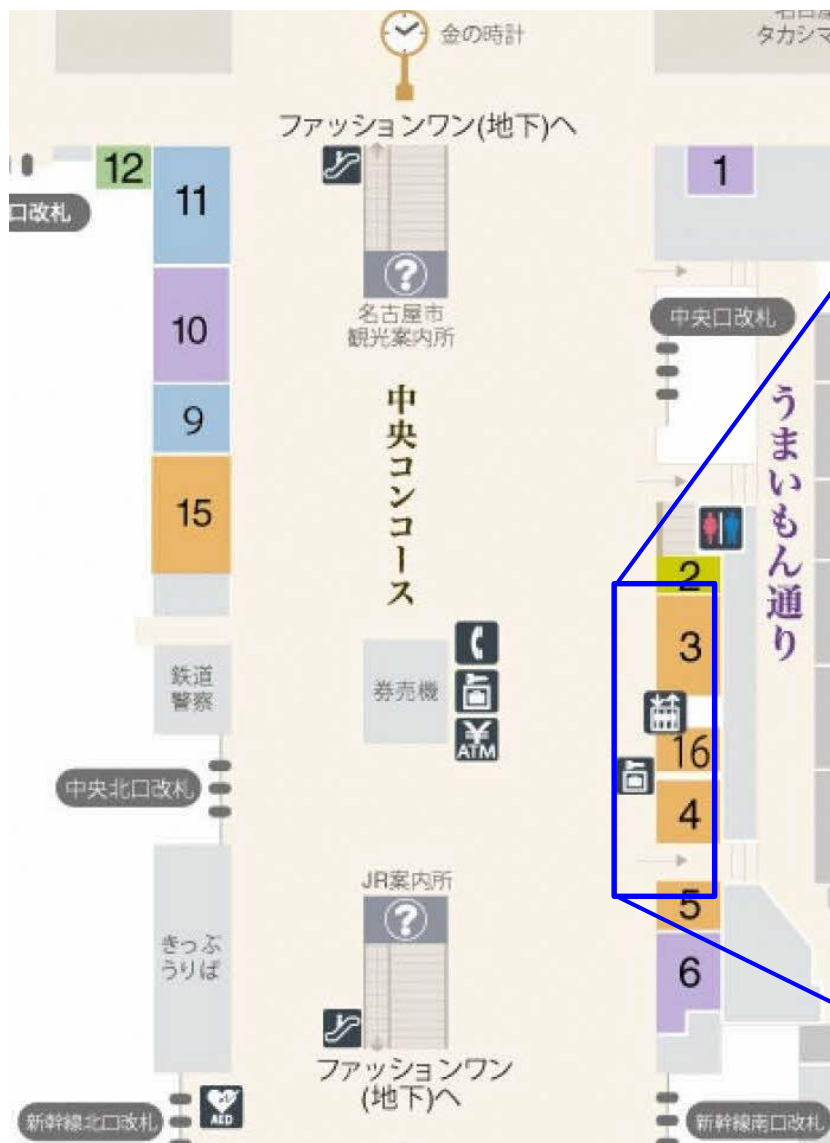 金の時計
タカシマ
ファッションワン(地下)へ
12
11
1
口改札
?
名古屋市
観光案内所
中央口改札
10
9
中央コンコース
うまいもん通り
15
2
3
鉄道
警察
券売機
¥
ATM
16
中央北口改札
4
JR案内所
?
5
きっぷ
うりば
6
ファッションワン
(地下)へ
新幹線北口改札
AED
新幹線南口改札